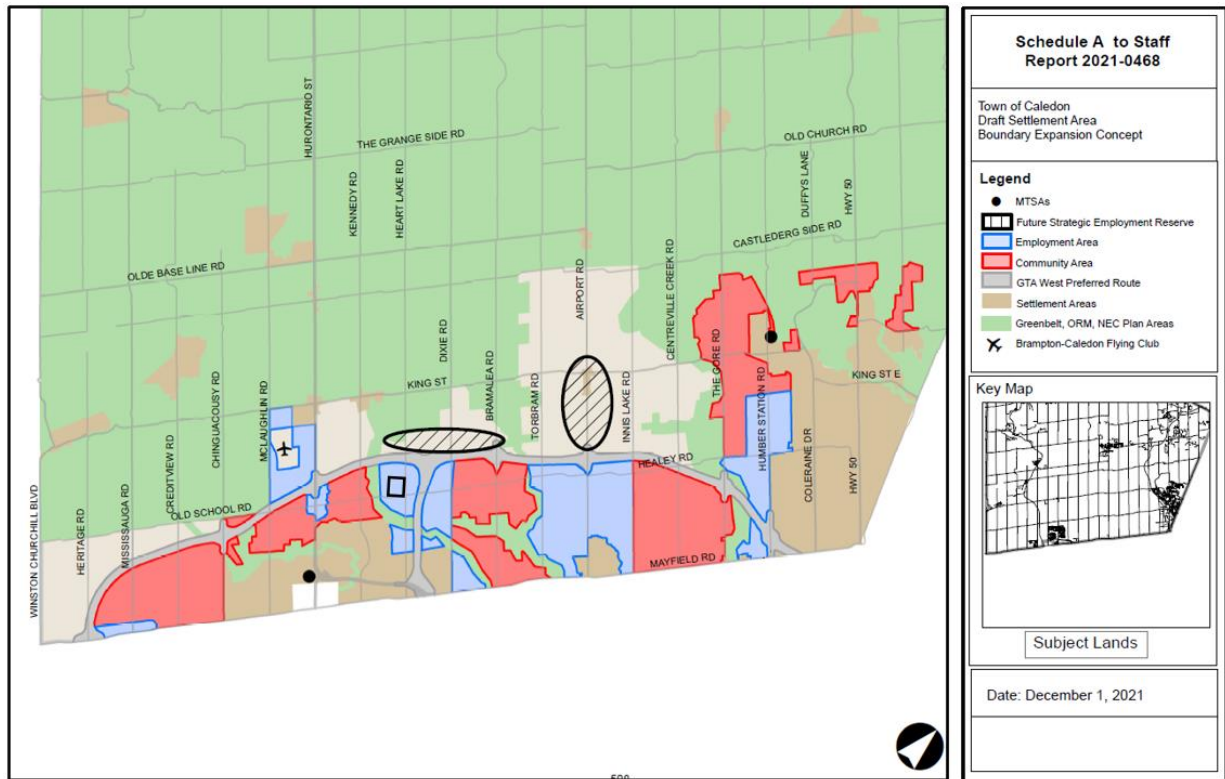 Schedule A to Staff
Report 2021-0468
Town of Caledon
Draft Settlement Area
Boundary Expansion Concept
Legend
MTSAs
Future Strategic Employment Reserve
Employment Area
Community Area
GTA West Preferred Route
Settlement Areas
Greenbelt, ORM, NEC Plan Areas
Brampton-Caledon Flying Club
Key Map
Subject Lands
Date: December 1, 2021
HURONTARIO ST
THE GRANGE SIDE RD
OLD CHURCH RD
KENNEDY RD
HEART LAKE RD
DUFFYS LANE
HWY 50
CASTLEDERG SIDE RD
OLDE BASE LINE RD
AIRPORT RD
CENTREVILLE CREEK RD
DIXIE RD
BRAMALEA RD
KING ST
THE GORE RD
KING ST E
TORBRAM RD
INNIS LAKE RD
HUMBER STATION RD
CHINGUACOUSY RD
MCLAUGHLIN RD
CREDITVIEW RD
HEALEY RD
COLERAINE DR
HWY 50
OLD SCHOOL RD
MISSISSAUGA RD
HERITAGE RD
WINSTON CHURCHILL BLVD
MAYFIELD RD